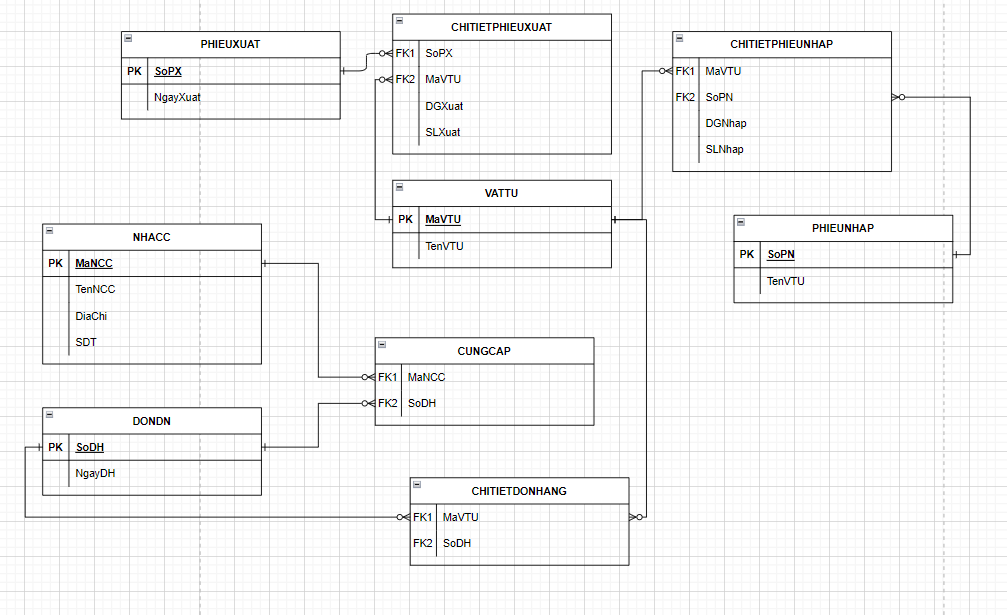 PHIEUXUAT
PK SoPX
NgayXuat
CHITIETPHIEUXUAT
FK1 SoPX
FK2 MaVTU
DGXuat
SLXuat
CHITIETPHIEUNHAP
FK1 MaVTU
FK2 SoPN
DGNhap
SLNhap
VATTU
PK MaVTU
TenVTU
PHIEUNHAP
PK SoPN
TenVTU
NHACC
PK MaNCC
TenNCC
DiaChi
SDT
CUNGCAP
FK1 MaNCC
FK2 SoDH
DONDN
PK SoDH
NgayDH
CHITIETDONHANG
FK1 MaVTU
FK2 SoDH